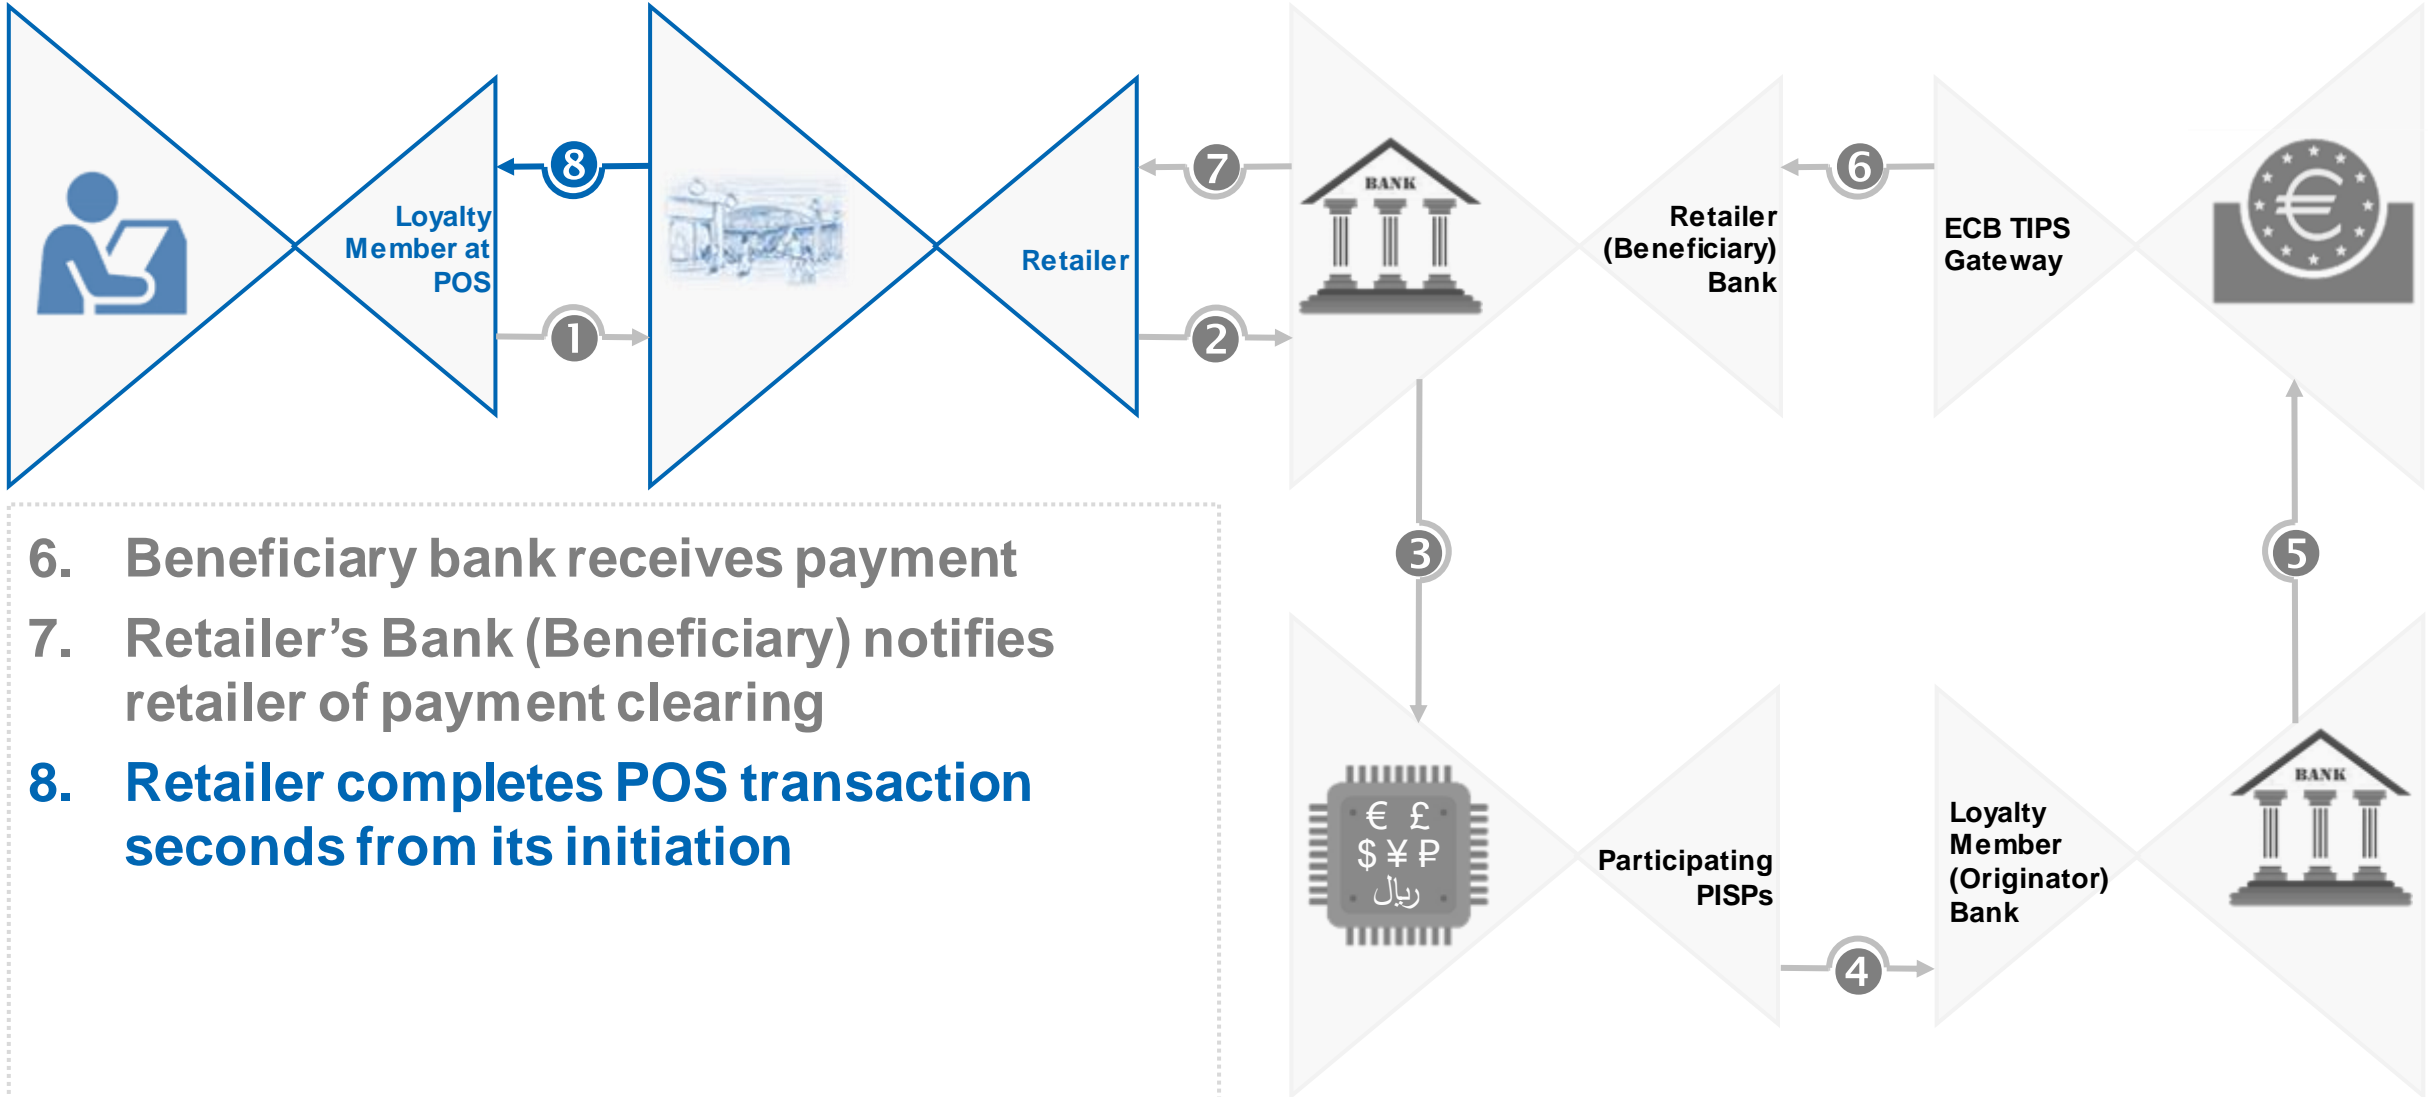 8
7
6
BANK
Loyalty
Member at
POS
Retailer
Retailer
(Beneficiary)
Bank
ECB TIPS
Gateway
€
1
2
3
5
6. Beneficiary bank receives payment
7. Retailer’s Bank (Beneficiary) notifies
retailer of payment clearing
8. Retailer completes POS transaction
seconds from its initiation
€ £
$ ¥ ₽
ریال
Participating
PISPs
4
Loyalty
Member
(Originator)
Bank
BANK